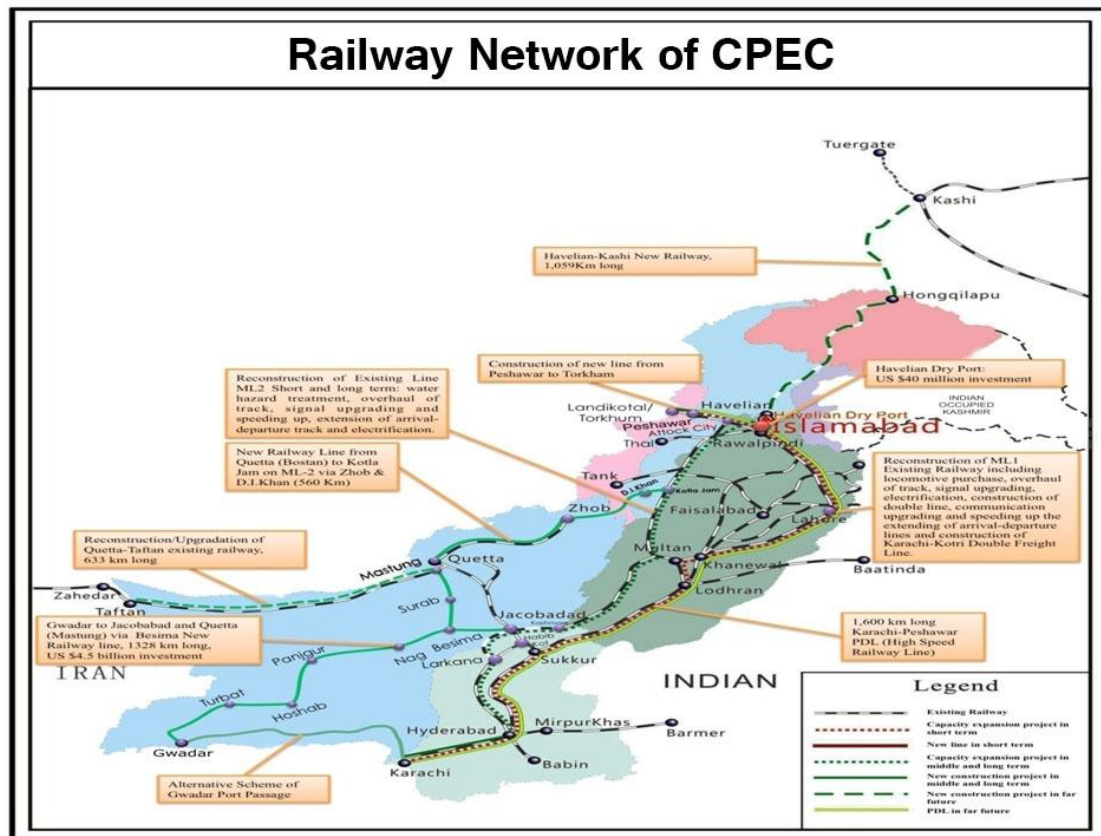 Railway Network of CPEC
Tuergate
Kashi
Havelian-Kashi New Railway,
1,059Km long
Hongqilapu
Construction of new line from
Peshawar to Torkham
Havelian Dry Port:
US $40 million investment
Reconstruction of Existing Line
ML2 Short and long term: water
hazard treatment, overhaul of
track, signal upgrading and
speeding up, extension of arrival-
departure track and electrification.
INDIAN
OCCUPIED
KASHMIR
Landikotal/
Torkhum
Havelian
Havelian Dry Port
Peshawar
Attock City
Islamabad
Rawalpindi
Thal
New Railway Line from
Quetta (Bostan) to Kotla
Jam on ML-2 via Zhob &
D.I.Khan (560 Km)
Reconstruction of ML1
Existing Railway including
locomotive purchase, overhaul
of track, signal upgrading,
electrification, construction of
double line, communication
upgrading and speeding up the
extending of arrival-departure
lines and construction of
Karachi-Kotri Double Freight
Line.
Tank
D.I.Khan
Kotla Jam
Faisalabad
Lahore
Zhob
Reconstruction/Upgradation of
Quetta-Taftan existing railway,
633 km long
Multan
Khanewal
Baatinda
Mastung
Quetta
Lodhran
Zahedar
Taftan
Surab
Jacobadad
Kashmore
Gwadar to Jacobabad and Quetta
(Mastung) via Besima New
Railway line, 1328 km long,
US $4.5 billion investment
1,600 km long
Karachi-Peshawar
PDL (High Speed
Railway Line)
Nag Besima
Habib
Kot
Larkana
Sukkur
Panjgur
IRAN
INDIAN
Turbat
Hoshab
Gwadar
Hyderabad
MirpurKhas
Barmer
Babin
Karachi
Alternative Scheme of
Gwadar Port Passage
Legend
Existing Railway
Capacity expansion project in
short term
New line in short term
Capacity expansion project in
middle and long term
New construction project in
middle and long term
New construction project in far
future
PDL in far future